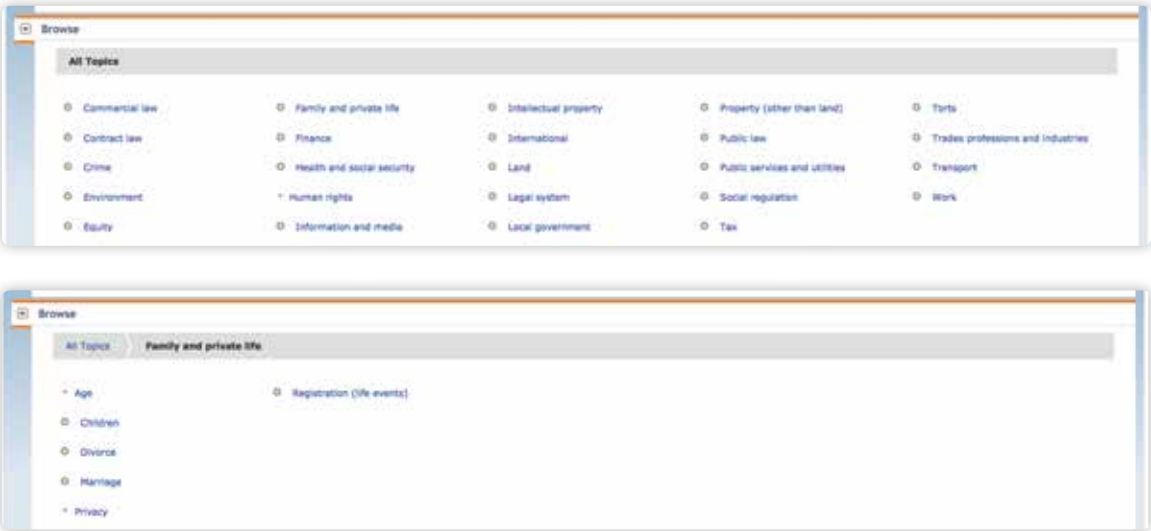 Browse
All Topics
Commercial law Family and private life Intellectual property Property (other than land) Torts
Contract law Finance International Public law Trades professions and industries
Crime Health and social security Land Public services and utilities Transport
Environment Human rights Legal system Social regulation Work
Equity Information and media Local government Tax
Browse
All Topics Family and private life
Age Registration (life events)
Children
Divorce
Marriage
Privacy